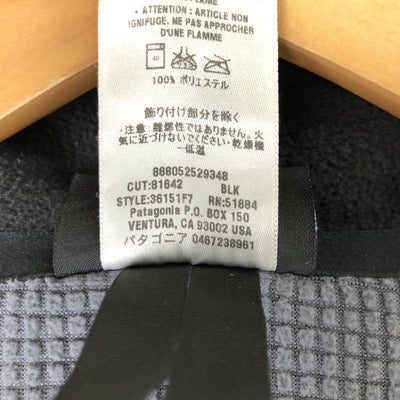 • ATTENTION : ARTICLE NON
IGNIFUGE. NE PAS APPROCHER
D'UNE FLAMME
40
100% ポリエステル
飾り付け部分を除く
・注意：難燃性ではありません。火
気に近づけないでください・乾燥機
ー低温
888052529348
CUT:81642 BLK
STYLE:36151F7 RN:51884
Patagonia P.O. BOX 150
VENTURA, CA 93002 USA
パタゴニア 0467238961